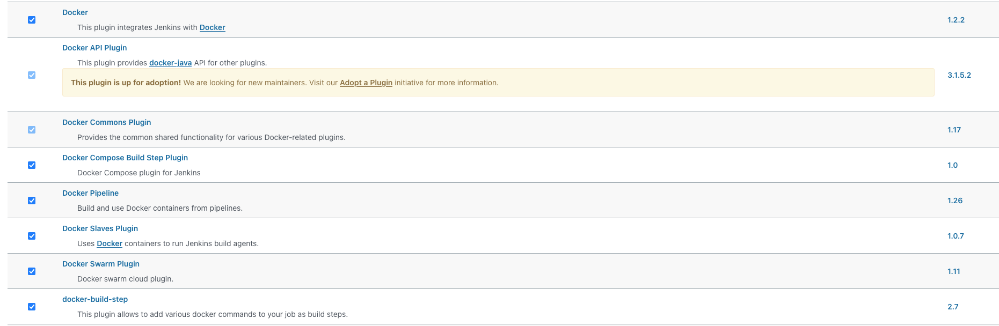 Docker
This plugin integrates Jenkins with Docker
1.2.2
Docker API Plugin
This plugin provides docker-java API for other plugins.
This plugin is up for adoption! We are looking for new maintainers. Visit our Adopt a Plugin initiative for more information.
3.1.5.2
Docker Commons Plugin
Provides the common shared functionality for various Docker-related plugins.
1.17
Docker Compose Build Step Plugin
Docker Compose plugin for Jenkins
1.0
Docker Pipeline
Build and use Docker containers from pipelines.
1.26
Docker Slaves Plugin
Uses Docker containers to run Jenkins build agents.
1.0.7
Docker Swarm Plugin
Docker swarm cloud plugin.
1.11
docker-build-step
This plugin allows to add various docker commands to your job as build steps.
2.7